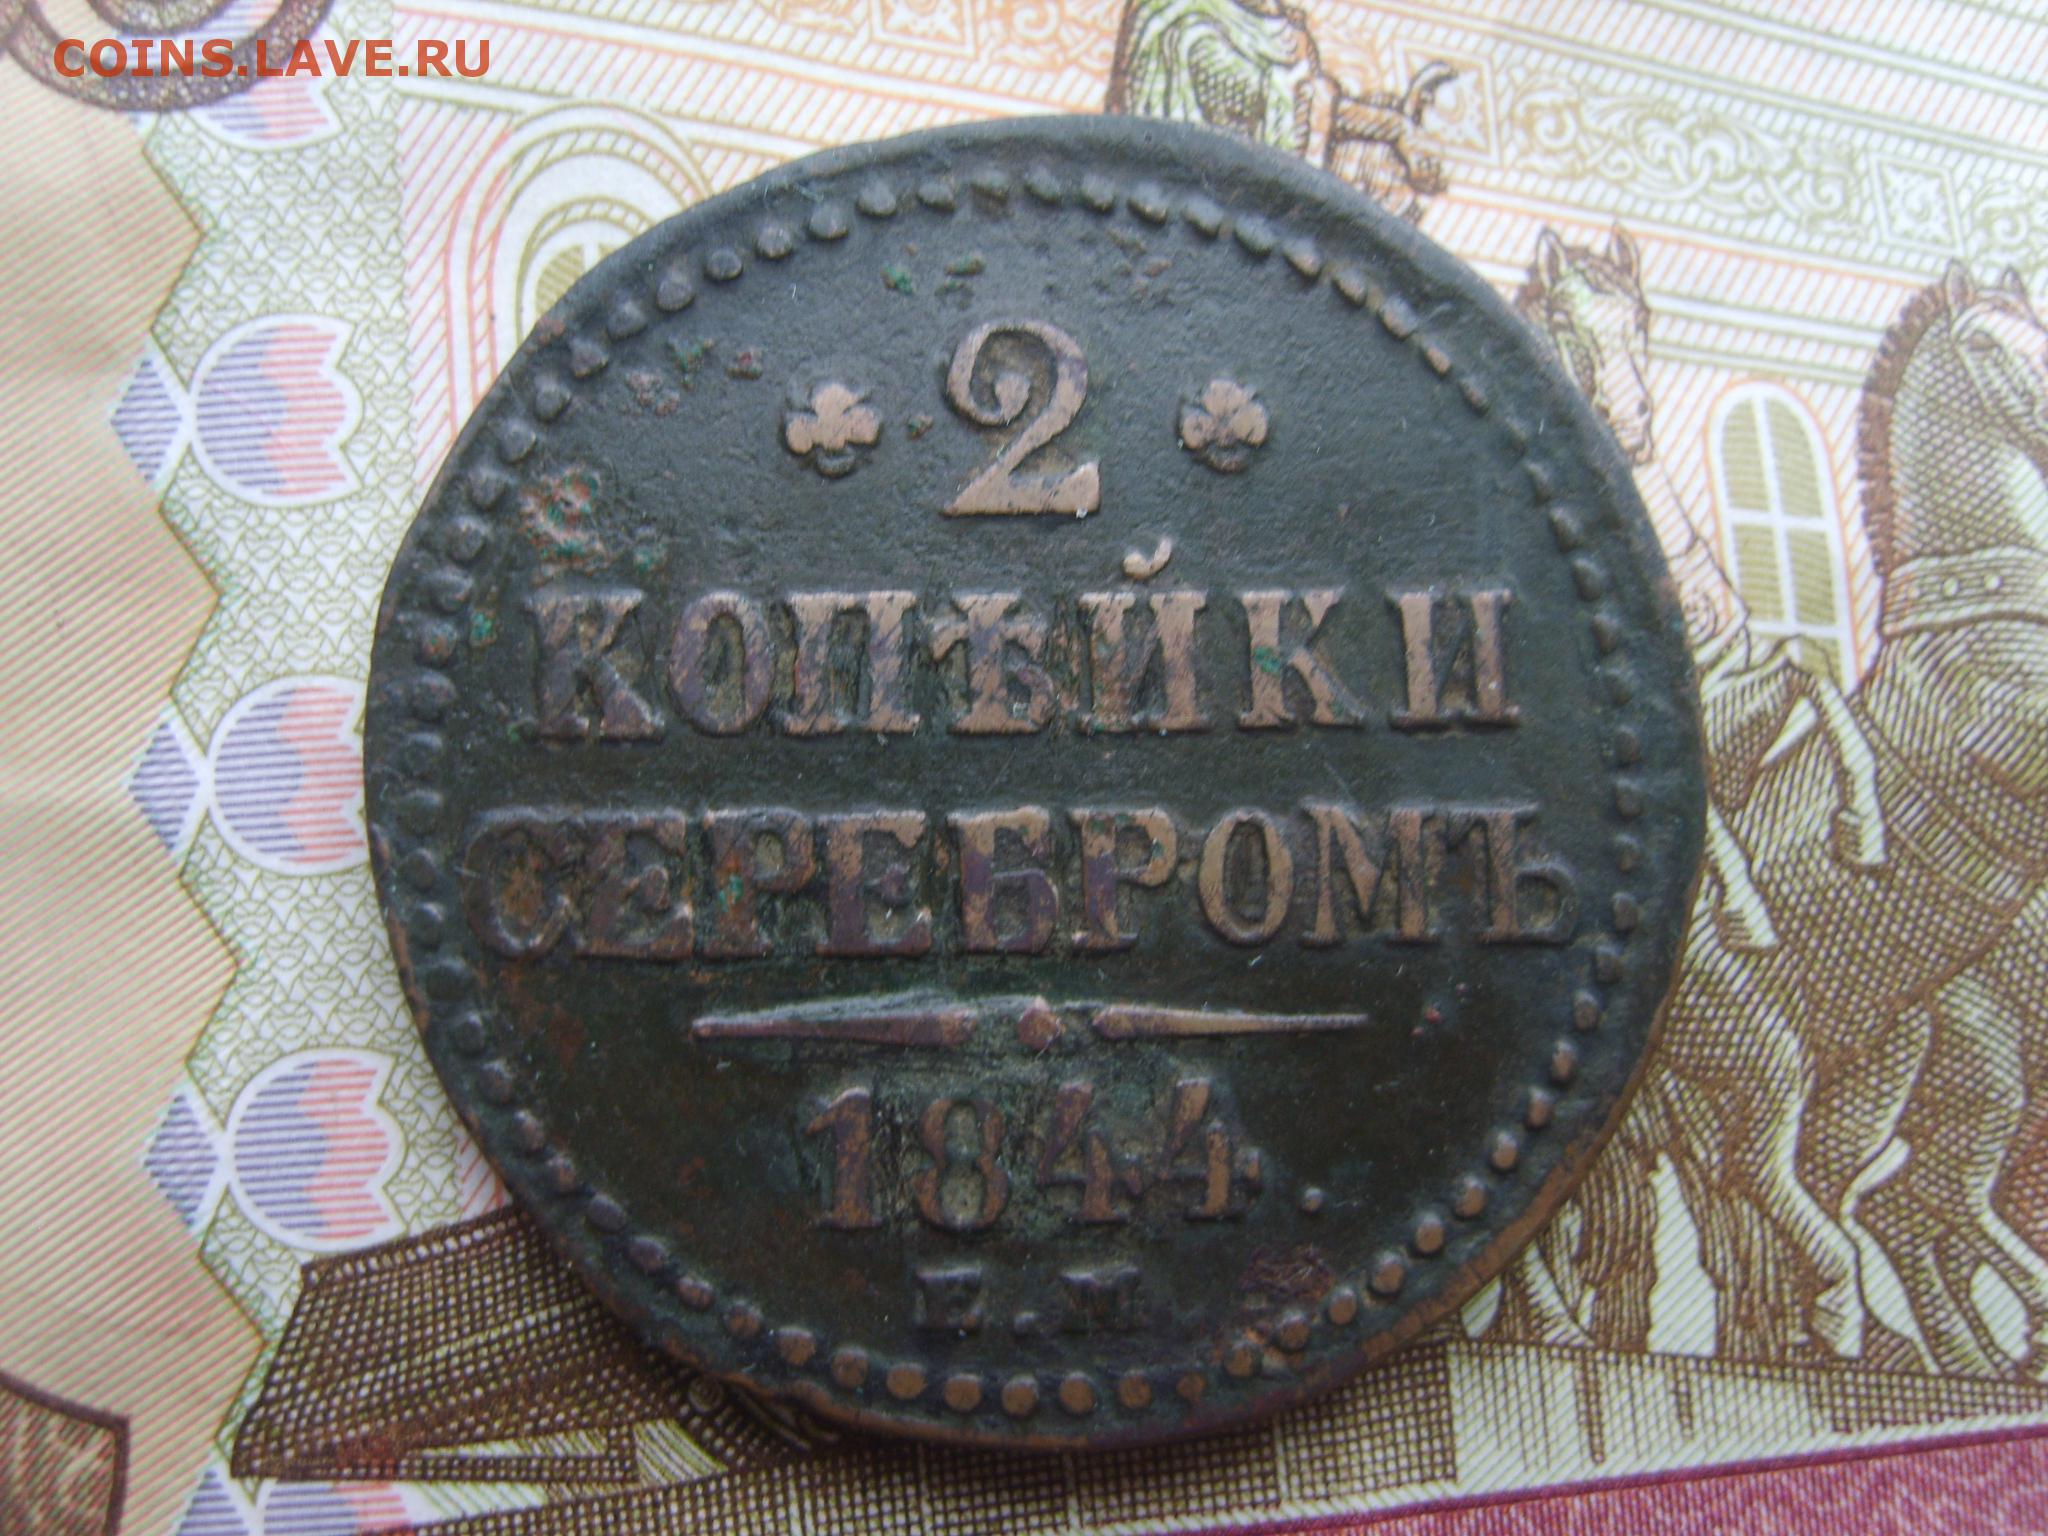 COINS.LAVE.RU
2
КОПѢЙКИ
СЕРЕБРОМЪ
1844.
Е.М